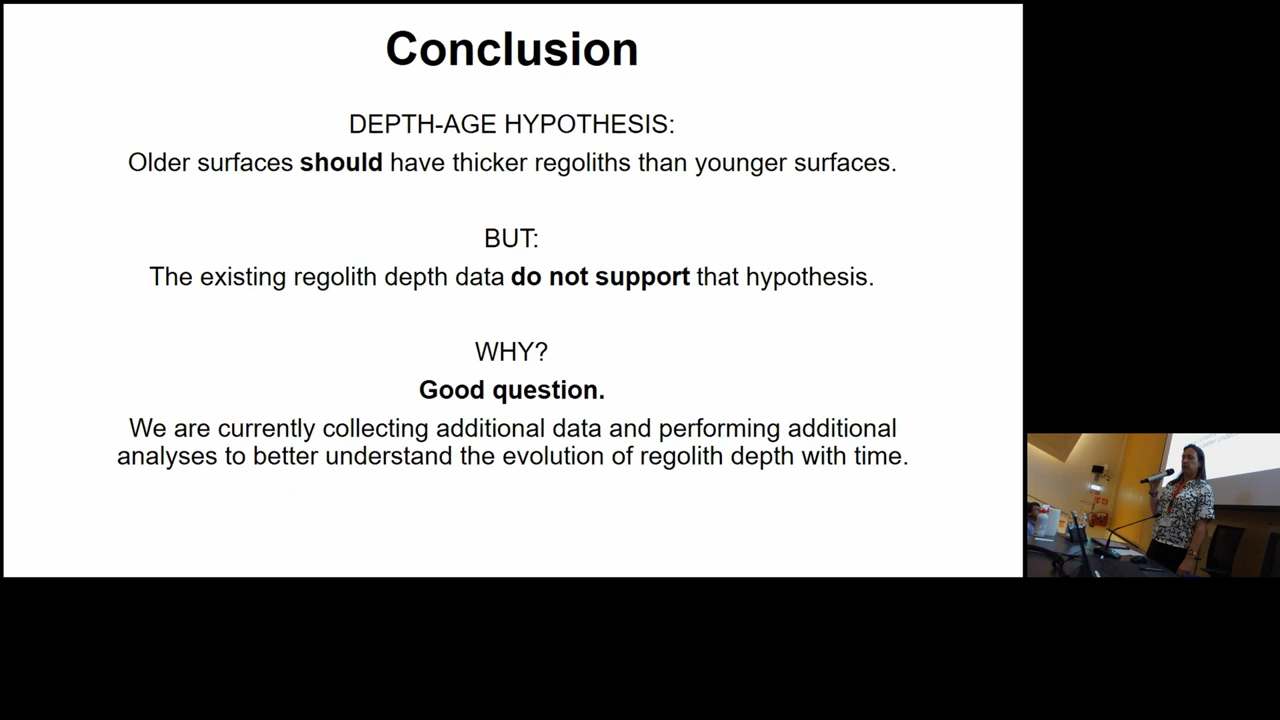 Conclusion
DEPTH-AGE HYPOTHESIS:
Older surfaces should have thicker regoliths than younger surfaces.
BUT:
The existing regolith depth data do not support that hypothesis.
WHY?
Good question.
We are currently collecting additional data and performing additional
analyses to better understand the evolution of regolith depth with time.